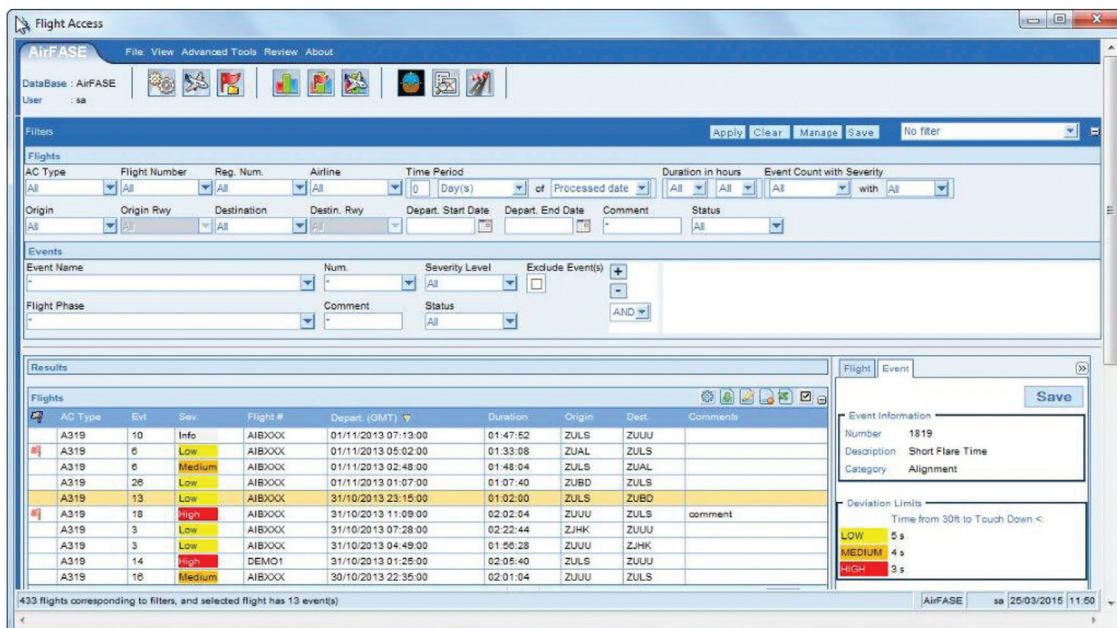 Flight Access
AirFASE File View Advanced Tools Review About
DataBase : AirFASE
User : sa
Filters Apply Clear Manage Save No filter
Flights
AC Type Flight Number Reg. Num. Airline Time Period Duration in hours Event Count with Severity
All All All All 0 Day(s) of Processed date All All All with All
Origin Origin Rwy Destination Destin. Rwy Depart. Start Date Depart. End Date Comment Status
All All All All * All
Events
Event Name Num. Severity Level Exclude Event(s) +
* * All -
Flight Phase Comment Status AND
* * All
Results Flight Event >>
Flights Save
AC Type Evt Sev. Flight # Depart. (GMT) Duration Origin Dest. Comments
A319 10 Info AIBXXX 01/11/2013 07:13:00 01:47:52 ZULS ZUUU
A319 6 Low AIBXXX 01/11/2013 05:02:00 01:33:08 ZUAL ZULS
A319 6 Medium AIBXXX 01/11/2013 02:48:00 01:48:04 ZULS ZUAL
A319 26 Low AIBXXX 01/11/2013 01:07:00 01:07:40 ZUBD ZULS
A319 13 Low AIBXXX 31/10/2013 23:15:00 01:02:00 ZULS ZUBD
A319 18 High AIBXXX 31/10/2013 11:09:00 02:02:04 ZUUU ZULS comment
A319 3 Low AIBXXX 31/10/2013 07:28:00 02:22:44 ZJHK ZUUU
A319 3 Low AIBXXX 31/10/2013 04:49:00 01:56:28 ZUUU ZJHK
A319 14 High DEMO1 31/10/2013 01:25:00 02:05:40 ZULS ZUUU
A319 16 Medium AIBXXX 30/10/2013 22:35:00 02:01:04 ZUUU ZULS
Event Information
Number 1819
Description Short Flare Time
Category Alignment
Deviation Limits
Time from 30ft to Touch Down <:
LOW 5 s
MEDIUM 4 s
HIGH 3 s
433 flights corresponding to filters, and selected flight has 13 event(s) AirFASE sa 25/03/2015 11:50